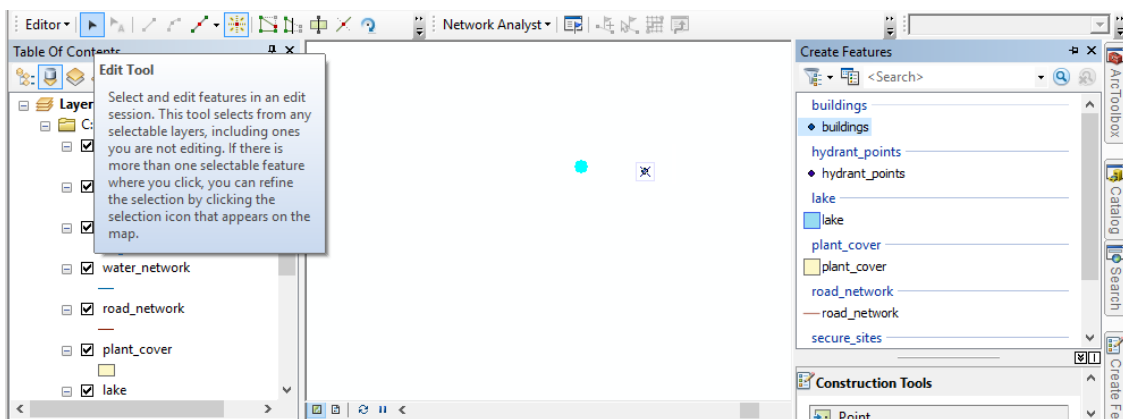 Editor
Network Analyst
Table Of Contents
Edit Tool
Select and edit features in an edit
session. This tool selects from any
selectable layers, including ones
you are not editing. If there is
more than one selectable feature
where you click, you can refine
the selection by clicking the
selection icon that appears on the
map.
Layer
C:
water_network
road_network
plant_cover
lake
Create Features
<Search>
buildings
buildings
hydrant_points
hydrant_points
lake
lake
plant_cover
plant_cover
road_network
road_network
secure_sites
Construction Tools
Point
ArcToolbox
Catalog
Search
Create Fe